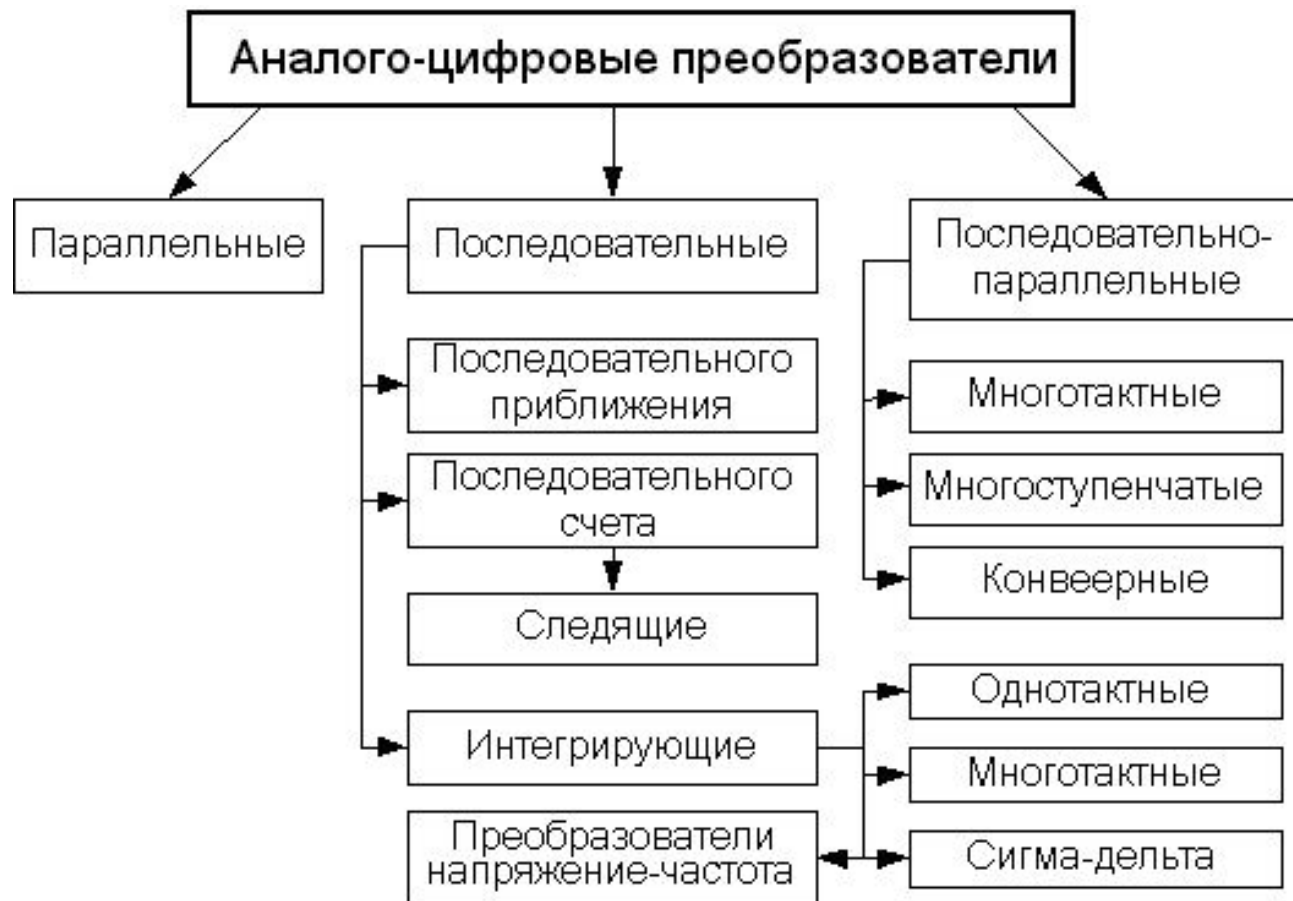 Аналого-цифровые преобразователи
Параллельные
Последовательные
Последовательно-
параллельные
Последовательного
приближения
Многотактные
Последовательного
счета
Многоступенчатые
Конвеерные
Следящие
Однотактные
Интегрирующие
Многотактные
Преобразователи
напряжение-частота
Сигма-дельта